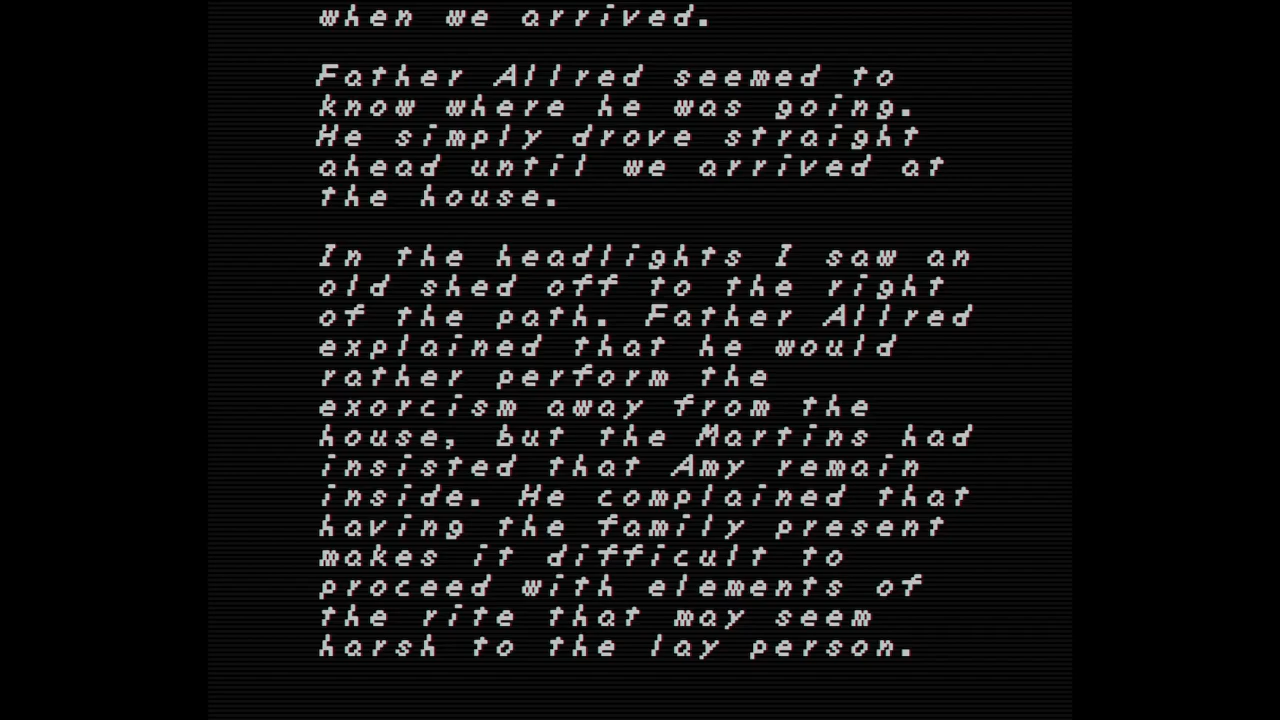 when we arrived.
Father Allred seemed to
know where he was going.
He simply drove straight
ahead until we arrived at
the house.
In the headlights I saw an
old shed off to the right
of the path. Father Allred
explained that he would
rather perform the
exorcism away from the
house, but the Martins had
insisted that Amy remain
inside. He complained that
having the family present
makes it difficult to
proceed with elements of
the rite that may seem
harsh to the lay person.